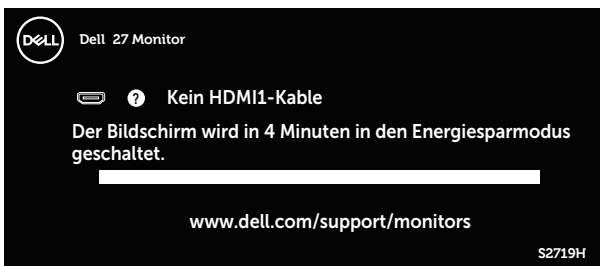 DELL
Dell 27 Monitor
? Kein HDMI1-Kable
Der Bildschirm wird in 4 Minuten in den Energiesparmodus
geschaltet.
www.dell.com/support/monitors
S2719H